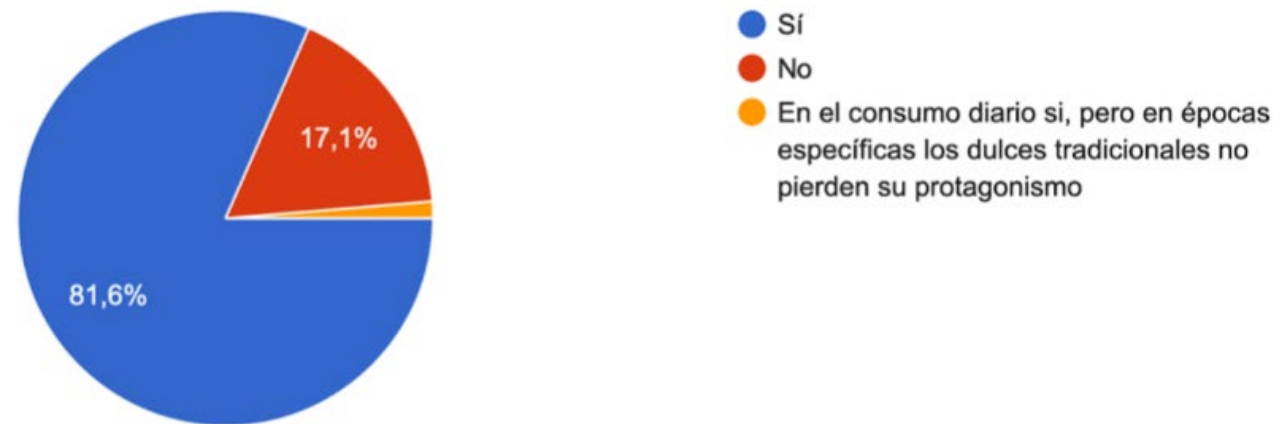 Sí
No
En el consumo diario si, pero en épocas
específicas los dulces tradicionales no
pierden su protagonismo
17,1%
81,6%